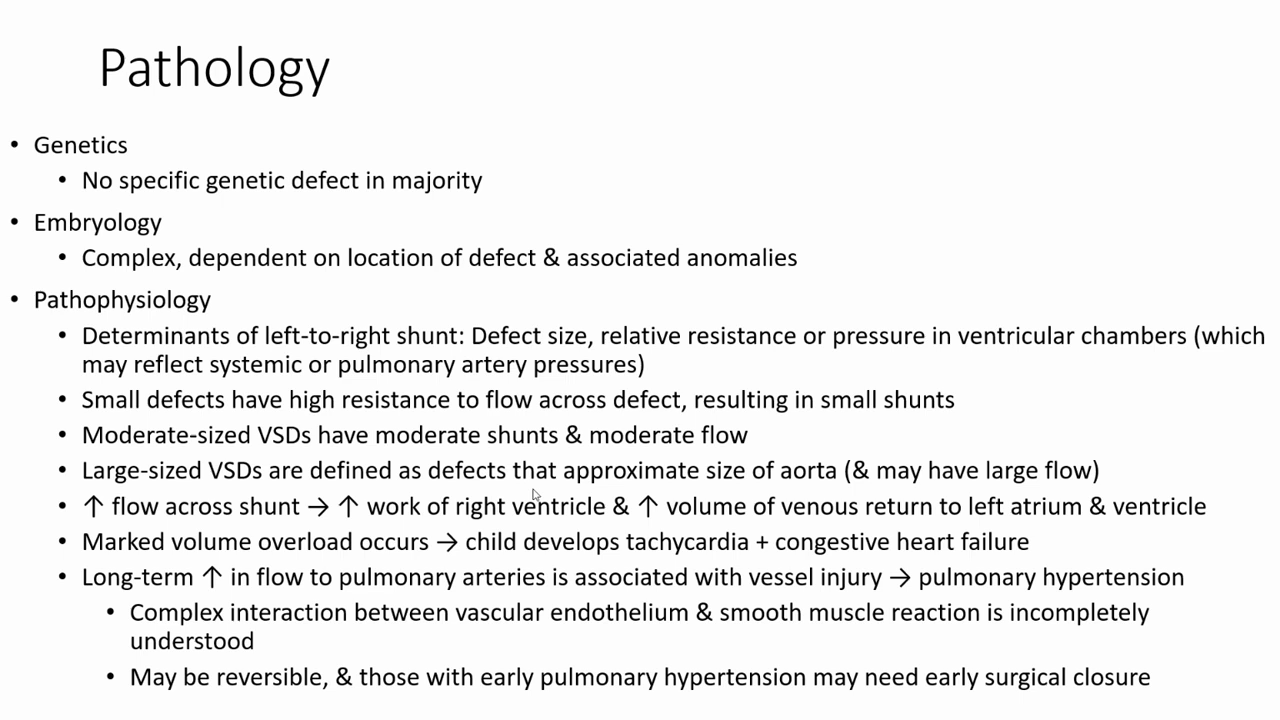 Pathology
• Genetics
• No specific genetic defect in majority
• Embryology
• Complex, dependent on location of defect & associated anomalies
• Pathophysiology
• Determinants of left-to-right shunt: Defect size, relative resistance or pressure in ventricular chambers (which
may reflect systemic or pulmonary artery pressures)
• Small defects have high resistance to flow across defect, resulting in small shunts
• Moderate-sized VSDs have moderate shunts & moderate flow
• Large-sized VSDs are defined as defects that approximate size of aorta (& may have large flow)
• ↑ flow across shunt → ↑ work of right ventricle & ↑ volume of venous return to left atrium & ventricle
• Marked volume overload occurs → child develops tachycardia + congestive heart failure
• Long-term ↑ in flow to pulmonary arteries is associated with vessel injury → pulmonary hypertension
• Complex interaction between vascular endothelium & smooth muscle reaction is incompletely
understood
• May be reversible, & those with early pulmonary hypertension may need early surgical closure